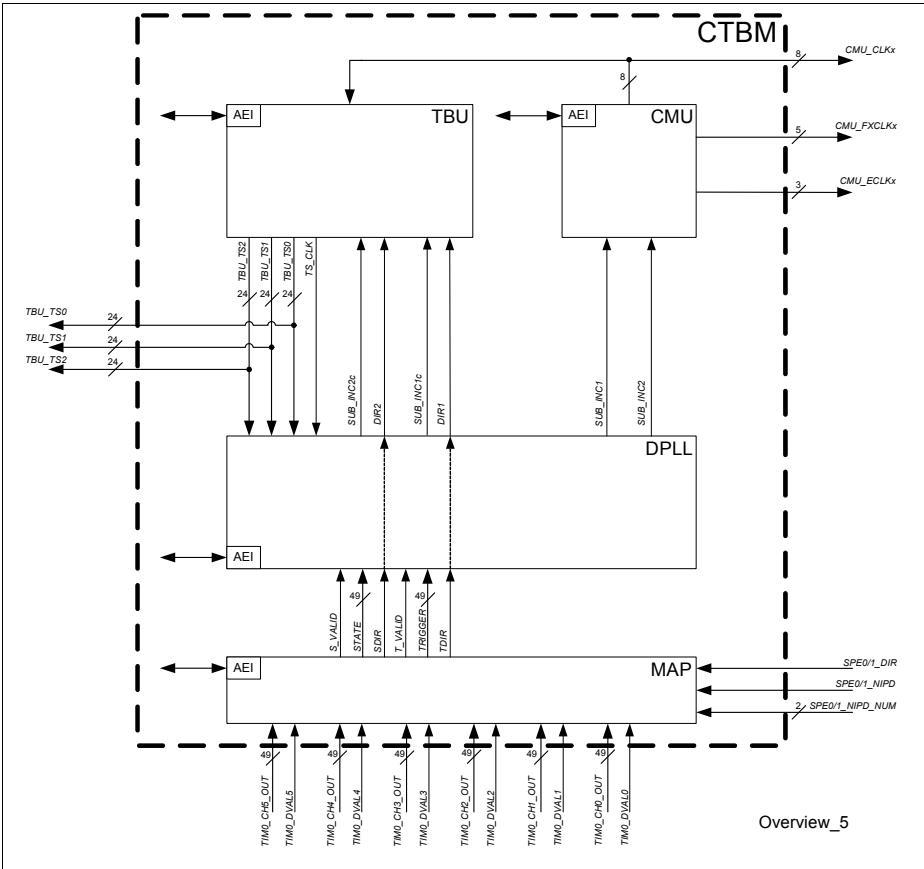 CTBM
CMU_CLKx
8
8
AEI
TBU
AEI
CMU
CMU_FXCLKx
5
CMU_ECLKx
3
TBU_TS2
TBU_TS1
TBU_TS0
TS_CLK
24
24
24
TBU_TS0
24
TBU_TS1
24
TBU_TS2
24
SUB_INC2c
DIR2
SUB_INC1c
DIR1
SUB_INC1
SUB_INC2
DPLL
AEI
S_VALID
STATE
49
SDIR
T_VALID
TRIGGER
49
TDIR
AEI
MAP
SPE0/1_DIR
SPE0/1_NIPD
2
SPE0/1_NIPD_NUM
49
49
49
49
49
49
TIM0_CH5_OUT
TIM0_DVAL5
TIM0_CH4_OUT
TIM0_DVAL4
TIM0_CH3_OUT
TIM0_DVAL3
TIM0_CH2_OUT
TIM0_DVAL2
TIM0_CH1_OUT
TIM0_DVAL1
TIM0_CH0_OUT
TIM0_DVAL0
Overview_5